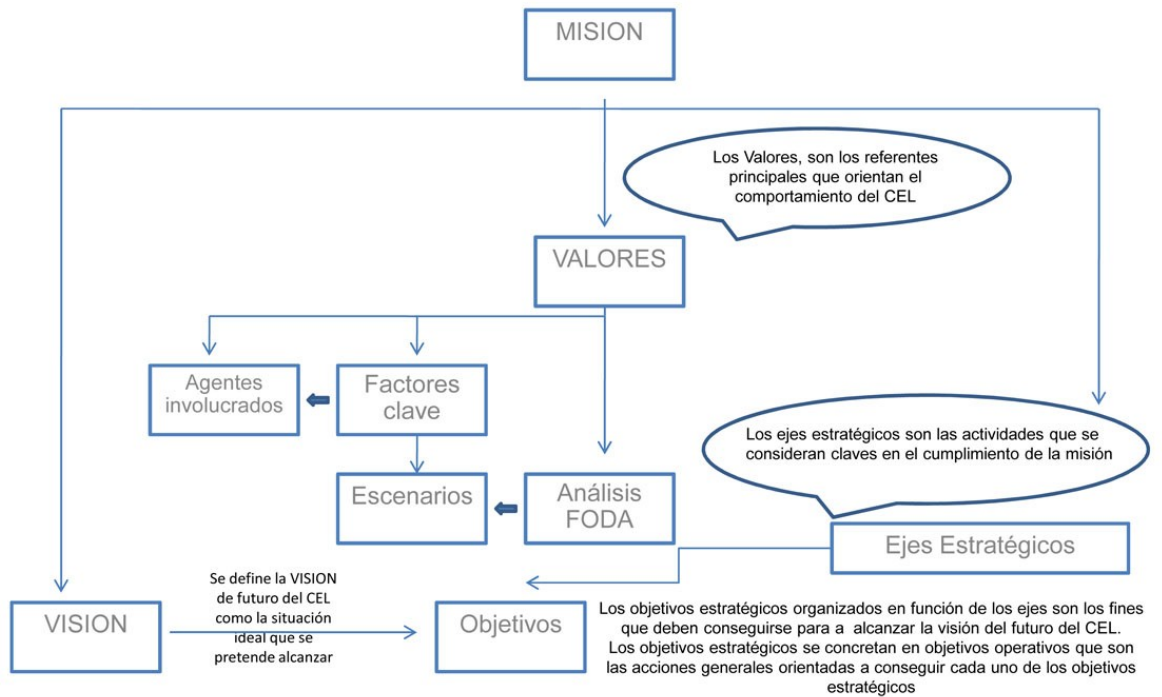 MISION
Los Valores, son los referentes
principales que orientan el
comportamiento del CEL
VALORES
Agentes
involucrados
Factores
clave
Los ejes estratégicos son las actividades que se
consideran claves en el cumplimiento de la misión
Escenarios
Análisis
FODA
Ejes Estratégicos
Se define la VISION
de futuro del CEL
como la situación
ideal que se
pretende alcanzar
VISION
Objetivos
Los objetivos estratégicos organizados en función de los ejes son los fines
que deben conseguirse para a alcanzar la visión del futuro del CEL.
Los objetivos estratégicos se concretan en objetivos operativos que son
las acciones generales orientadas a conseguir cada uno de los objetivos
estratégicos